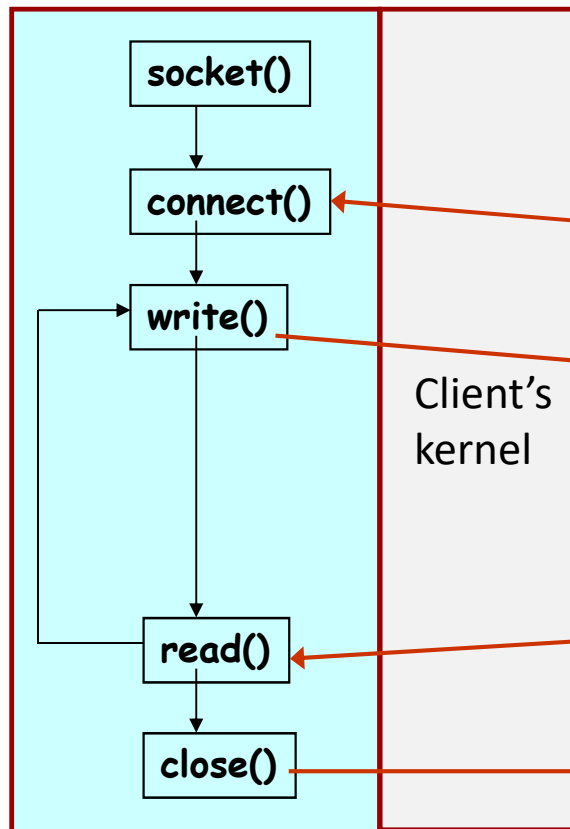 socket()
connect()
write()
Client’s
kernel
read()
close()